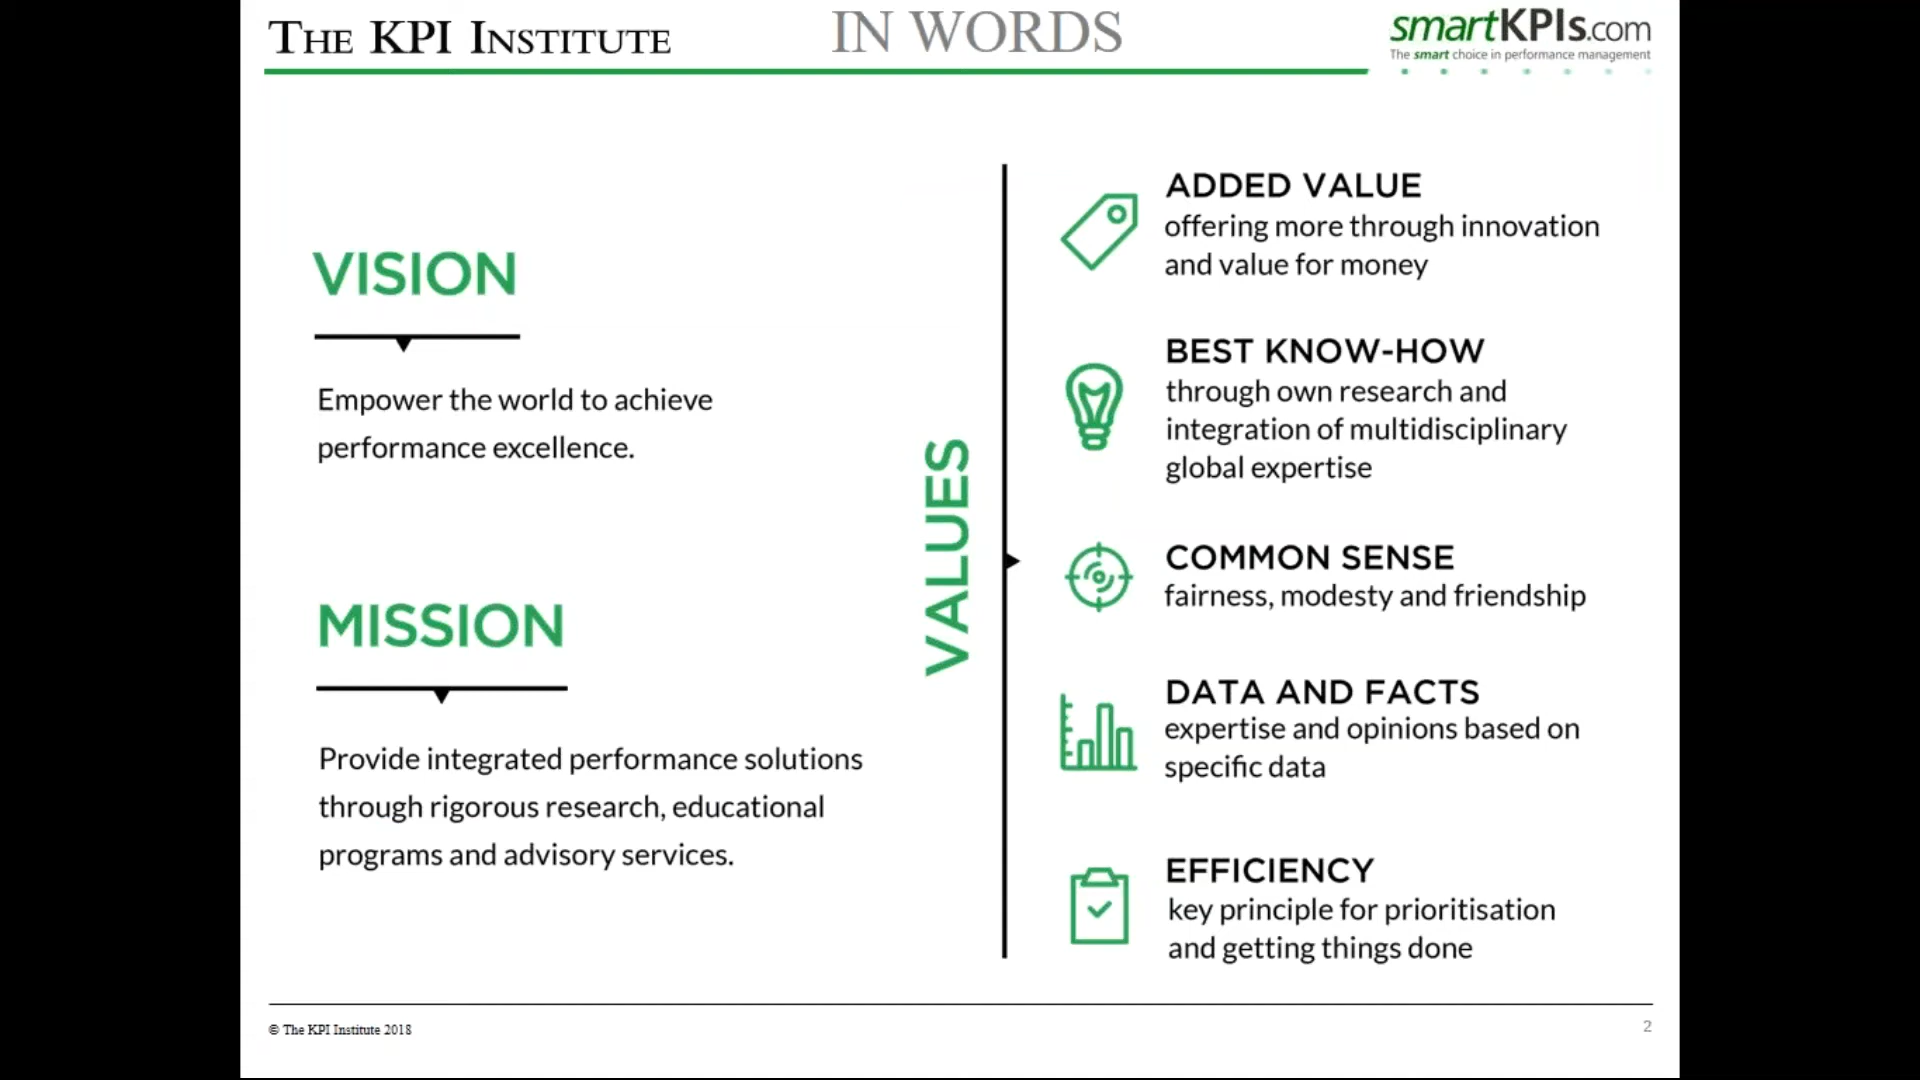 THE KPI INSTITUTE
IN WORDS
smartKPIs.com
The smart choice in performance management
VISION
Empower the world to achieve
performance excellence.
MISSION
Provide integrated performance solutions
through rigorous research, educational
programs and advisory services.
VALUES
ADDED VALUE
offering more through innovation
and value for money
BEST KNOW-HOW
through own research and
integration of multidisciplinary
global expertise
COMMON SENSE
fairness, modesty and friendship
DATA AND FACTS
expertise and opinions based on
specific data
EFFICIENCY
key principle for prioritisation
and getting things done
© The KPI Institute 2018
2